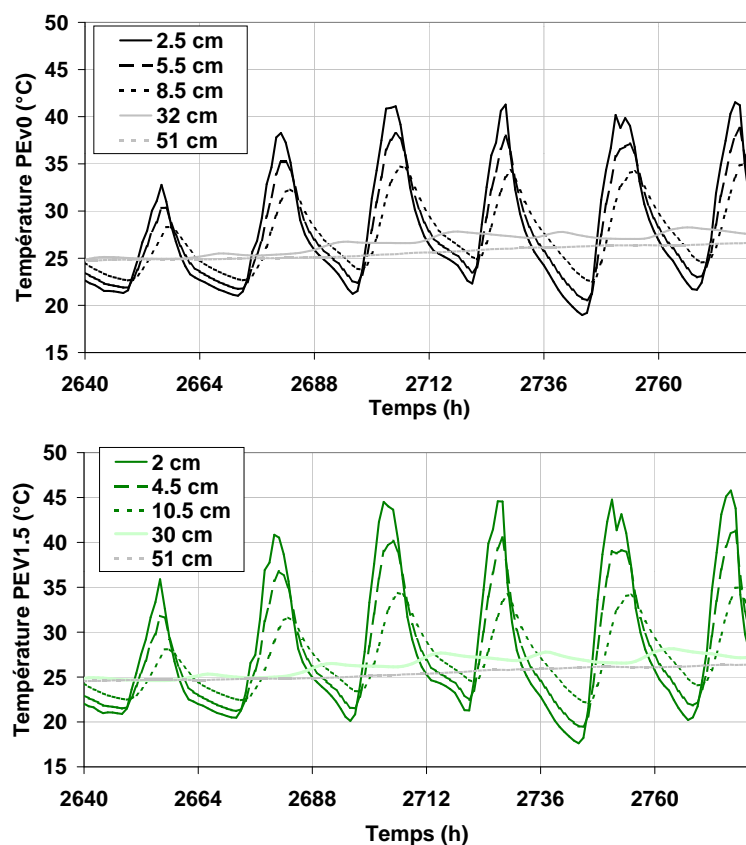 Température PEv0 (°C)
50
45
40
35
30
25
20
15
2.5 cm
5.5 cm
8.5 cm
32 cm
51 cm
2640 2664 2688 2712 2736 2760
Temps (h)
Température PEV1.5 (°C)
50
45
40
35
30
25
20
15
2 cm
4.5 cm
10.5 cm
30 cm
51 cm
2640 2664 2688 2712 2736 2760
Temps (h)